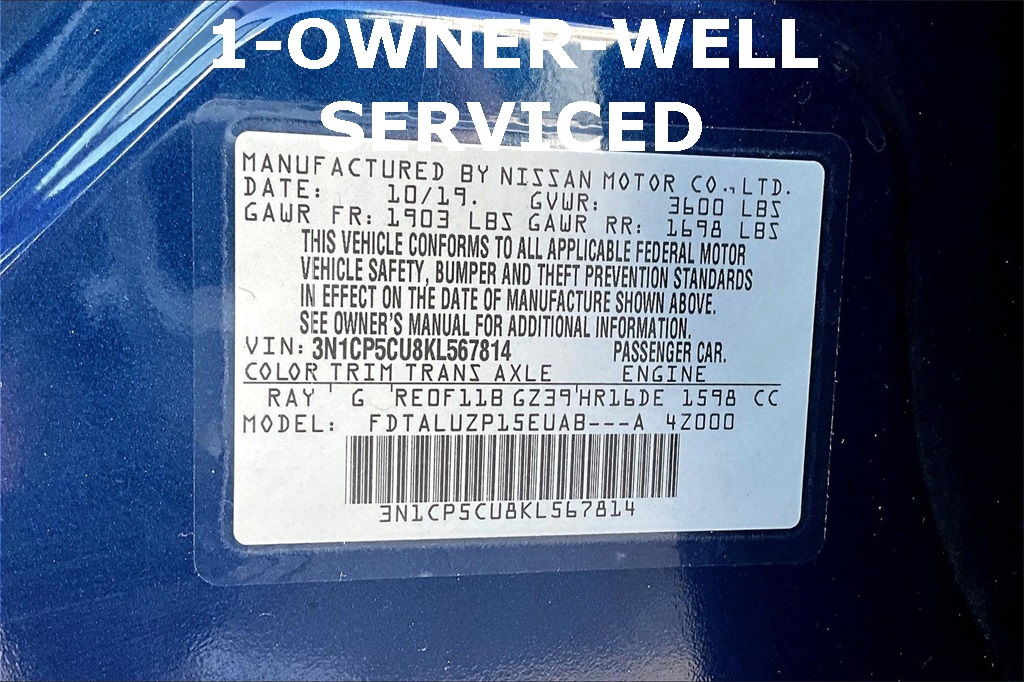 1-OWNER-WELL
SERVICED
MANUFACTURED BY NISSAN MOTOR CO.,LTD.
DATE: 10/19. GVWR: 3600 LBS
GAWR FR: 1903 LBS GAWR RR: 1698 LBS
THIS VEHICLE CONFORMS TO ALL APPLICABLE FEDERAL MOTOR
VEHICLE SAFETY, BUMPER AND THEFT PREVENTION STANDARDS
IN EFFECT ON THE DATE OF MANUFACTURE SHOWN ABOVE.
SEE OWNER'S MANUAL FOR ADDITIONAL INFORMATION.
VIN: 3N1CP5CU8KL567814 PASSENGER CAR.
COLOR TRIM TRANS AXLE ENGINE
RAY ' G 'RE0F11B GZ39'HR16DE 1598 CC
MODEL: FDTALUZP15EUAB---A 4Z000
3N1CP5CU8KL567814